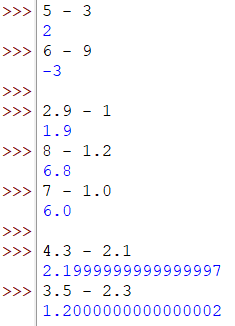 >>> 5 - 3
2
>>> 6 - 9
-3
>>>
>>> 2.9 - 1
1.9
>>> 8 - 1.2
6.8
>>> 7 - 1.0
6.0
>>>
>>> 4.3 - 2.1
2.1999999999999997
>>> 3.5 - 2.3
1.2000000000000002